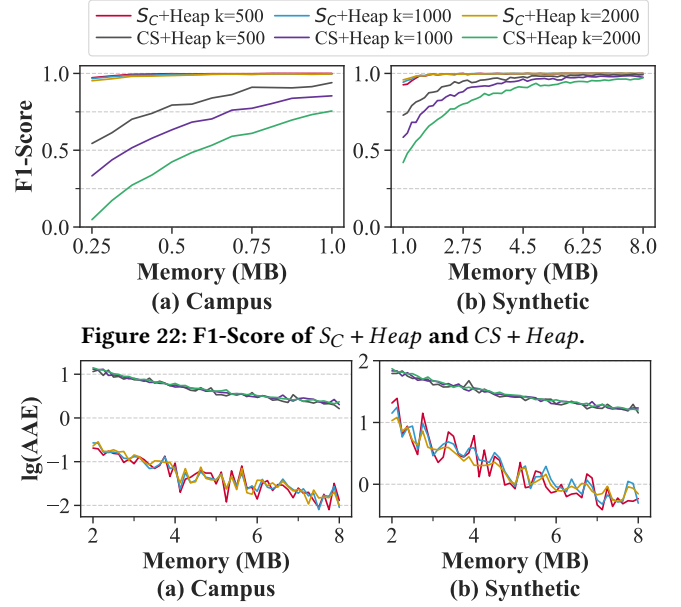 S_C+Heap k=500 S_C+Heap k=1000 S_C+Heap k=2000
CS+Heap k=500 CS+Heap k=1000 CS+Heap k=2000
F1-Score
1.0
0.5
0.0
0.25 0.5 0.75 1.0
Memory (MB)
(a) Campus
1.0
0.5
0.0
1.0 2.75 4.5 6.25 8.0
Memory (MB)
(b) Synthetic
Figure 22: F1-Score of S_C + Heap and CS + Heap.
lg(AAE)
1
0
−1
−2
2 4 6 8
Memory (MB)
(a) Campus
2
1
0
2 4 6 8
Memory (MB)
(b) Synthetic